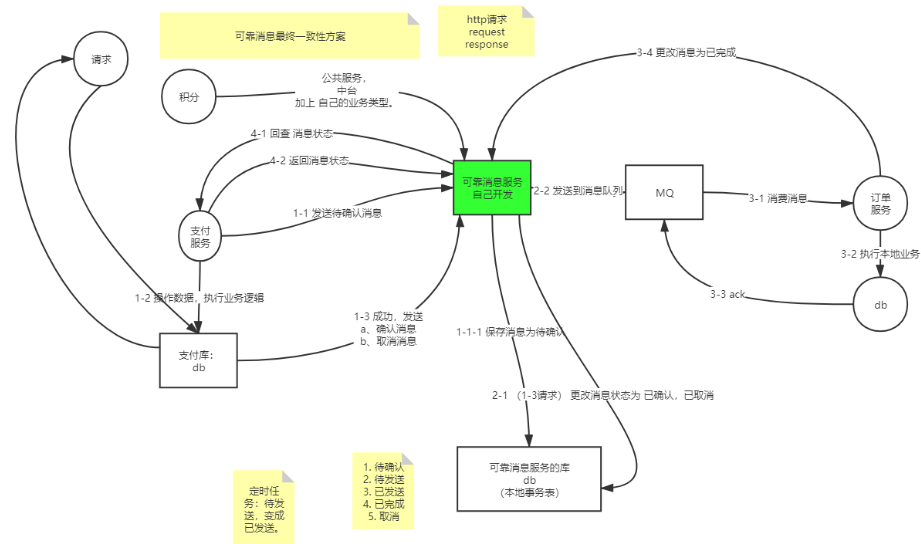 可靠消息最终一致性方案
http请求
request
response
请求
积分
公共服务，
中台
加上 自己的业务类型。
3-4 更改消息为已完成
4-1 回查 消息状态
4-2 返回消息状态
1-1 发送待确认消息
可靠消息服务
自己开发
2-2 发送到消息队列
MQ
3-1 消费消息
订单
服务
支付
服务
3-2 执行本地业务
3-3 ack
db
1-2 操作数据，执行业务逻辑
1-3 成功，发送
a、确认消息
b、取消消息
支付库：
db
1-1-1 保存消息为待确认
2-1 （1-3请求） 更改消息状态为 已确认，已取消
可靠消息服务的库
db
（本地事务表）
定时任
务：待发
送，变成
已发送。
1. 待确认
2. 待发送
3. 已发送
4. 已完成
5. 取消